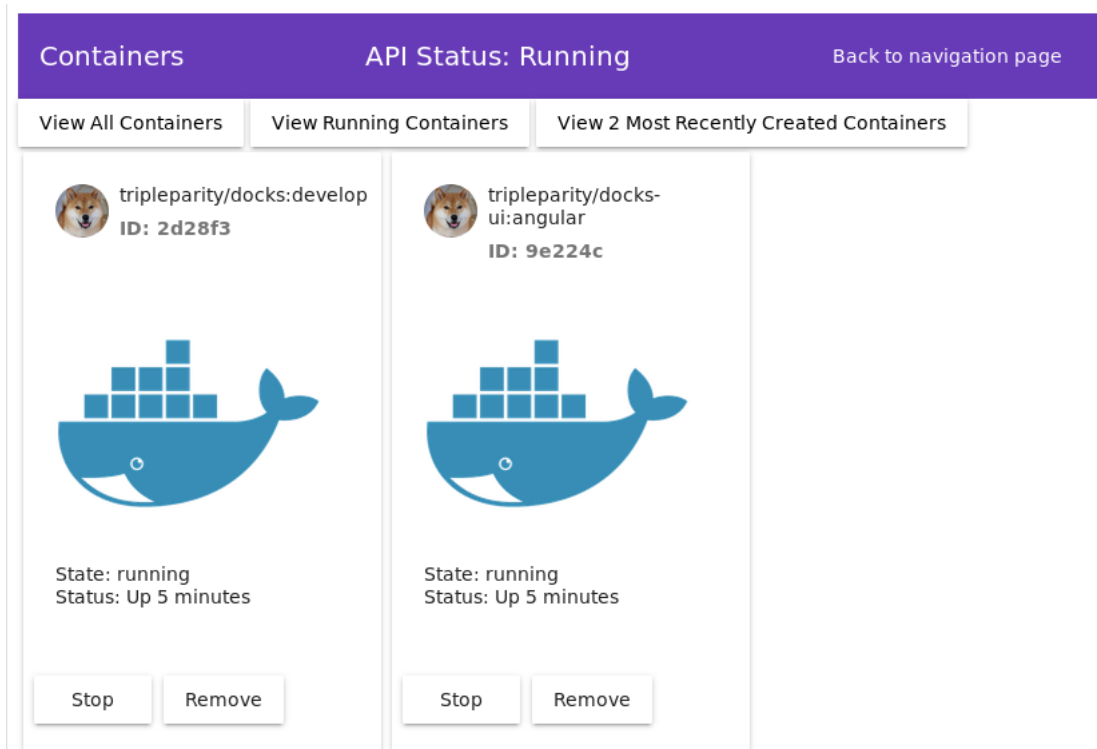 Containers
API Status: Running
Back to navigation page
View All Containers
View Running Containers
View 2 Most Recently Created Containers
tripleparity/docks:develop
ID: 2d28f3
State: running
Status: Up 5 minutes
Stop
Remove
tripleparity/docks-
ui:angular
ID: 9e224c
State: running
Status: Up 5 minutes
Stop
Remove